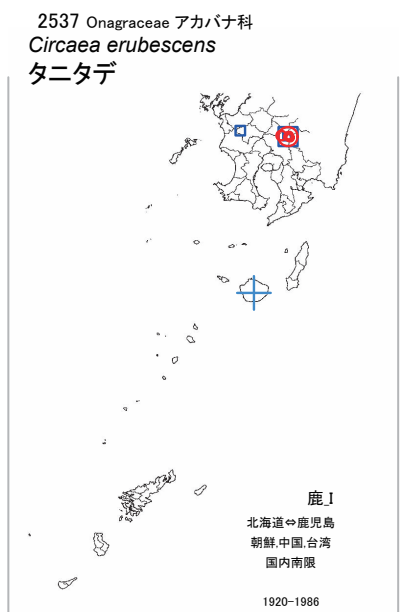 2537 Onagraceae アカバナ科
Circaea erubescens
タニタデ
鹿_I
北海道⇔鹿児島
朝鮮,中国,台湾
国内南限
1920-1986